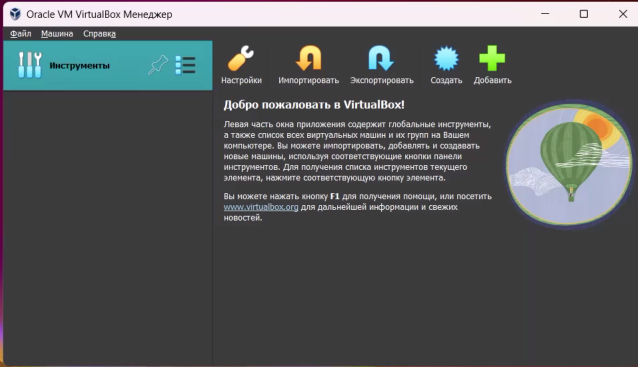 Oracle VM VirtualBox Менеджер
Файл Машина Справка
Инструменты
Настройки Импортировать Экспортировать Создать Добавить
Добро пожаловать в VirtualBox!
Левая часть окна приложения содержит глобальные инструменты,
а также список всех виртуальных машин и их групп на Вашем
компьютере. Вы можете импортировать, добавлять и создавать
новые машины, используя соответствующие кнопки панели
инструментов. Для получения списка инструментов текущего
элемента, нажмите соответствующую кнопку элемента.
Вы можете нажать кнопку F1 для получения помощи, или посетить
www.virtualbox.org для дальнейшей информации и свежих
новостей.